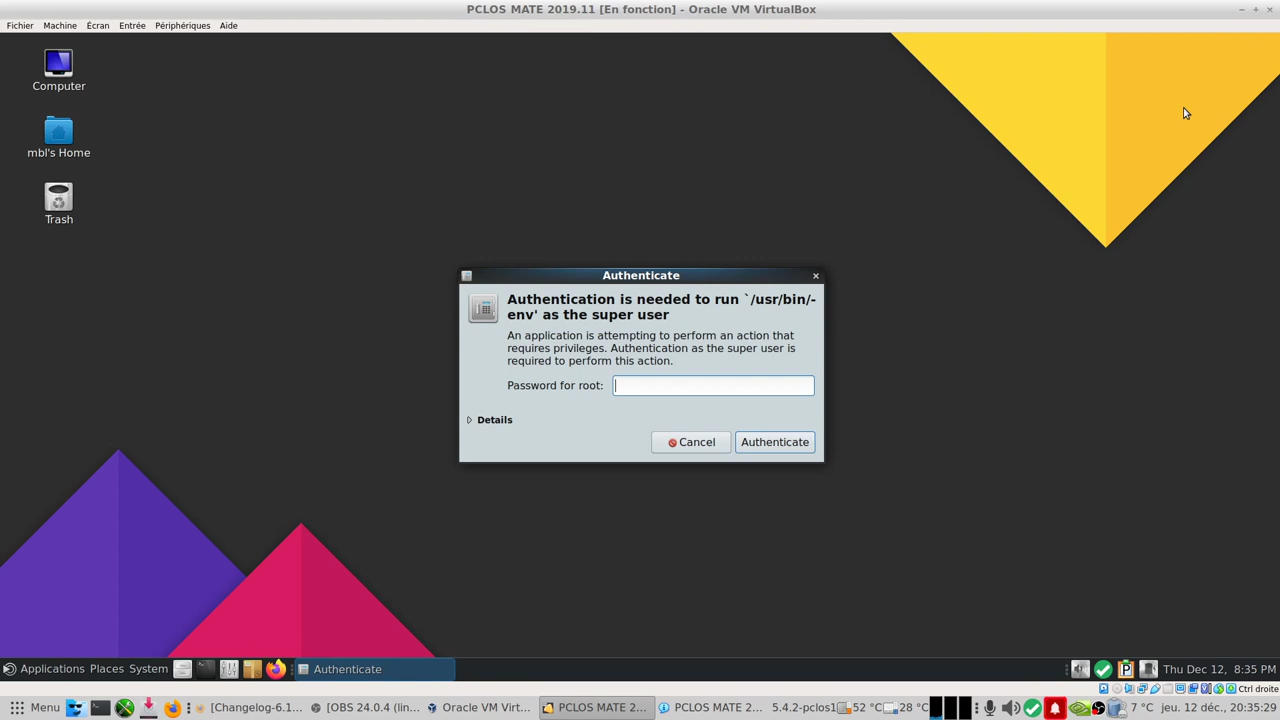 PCLOS MATE 2019.11 [En fonction] - Oracle VM VirtualBox
Fichier Machine Écran Entrée Périphériques Aide
Computer
mbl's Home
Trash
Authenticate
Authentication is needed to run `/usr/bin/-
env' as the super user
An application is attempting to perform an action that
requires privileges. Authentication as the super user is
required to perform this action.
Password for root:
Details
Cancel Authenticate
Applications Places System Authenticate Thu Dec 12, 8:35 PM
Ctrl droite
Menu [Changelog-6.1... [OBS 24.0.4 (lin... Oracle VM Virt... PCLOS MATE 2... PCLOS MATE 2... 5.4.2-pclos1 52 °C 28 °C 7 °C jeu. 12 déc., 20:35:29